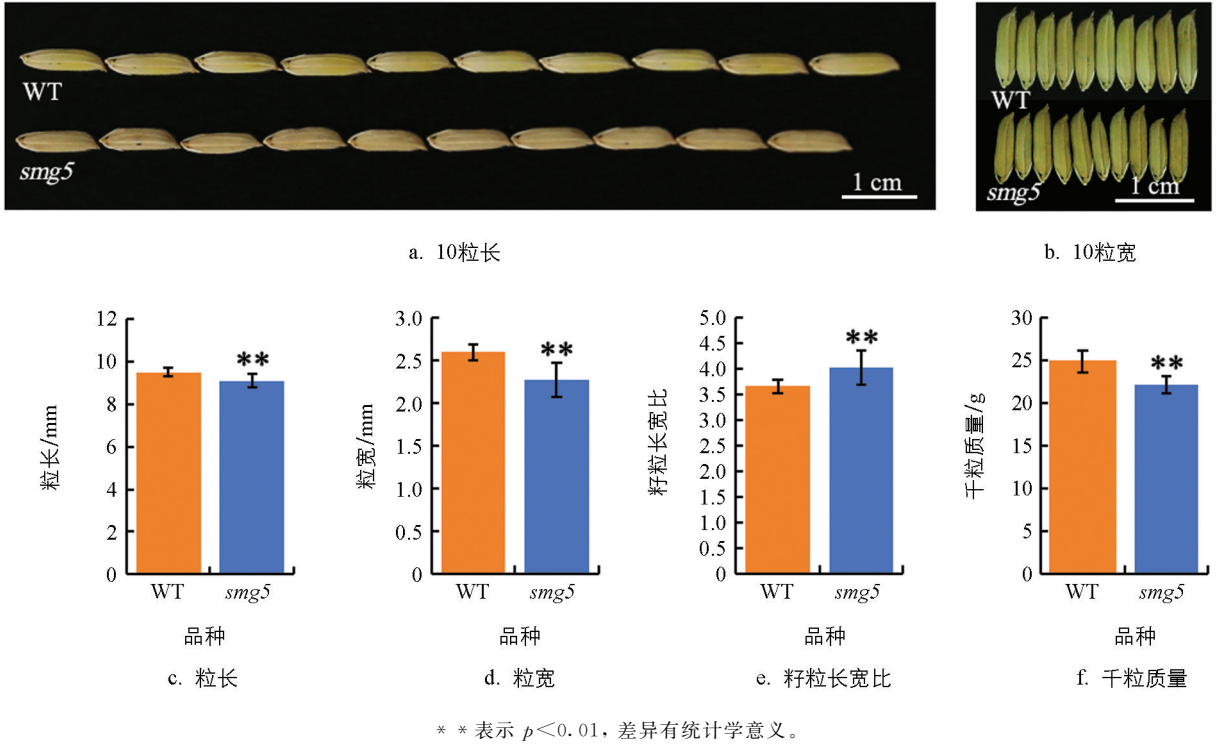 WT
smg5
1 cm
a. 10粒长
WT
smg5
1 cm
b. 10粒宽
粒长/mm
12
10
8
6
4
2
0
**
WT
smg5
品种
c. 粒长
粒宽/mm
3.0
2.5
2.0
1.5
1.0
0.5
0
**
WT
smg5
品种
d. 粒宽
籽粒长宽比
5.0
4.5
4.0
3.5
3.0
2.5
2.0
1.5
1.0
0.5
0
**
WT
smg5
品种
e. 籽粒长宽比
千粒质量/g
30
25
20
15
10
5
0
**
WT
smg5
品种
f. 千粒质量
* * 表示 p<0.01, 差异有统计学意义。